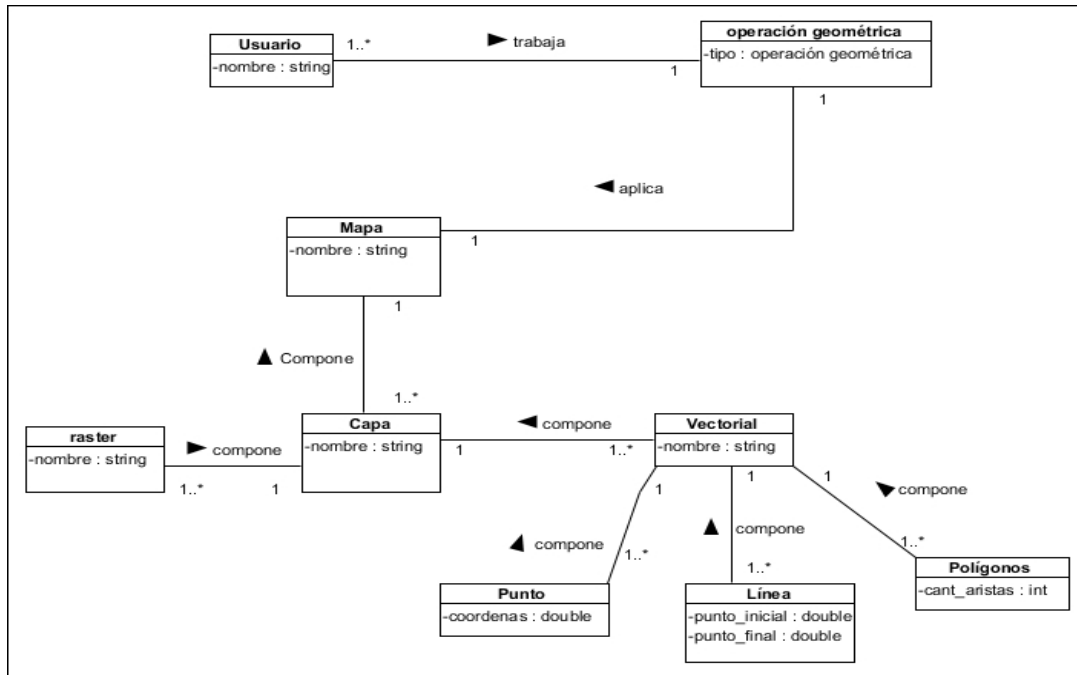 Usuario
-nombre : string
1..*
trabaja
1
operación geométrica
-tipo : operación geométrica
1
aplica
1
Mapa
-nombre : string
1
Compone
1..*
raster
-nombre : string
compone
1..*
1
Capa
-nombre : string
compone
1
1..*
Vectorial
-nombre : string
1
1
1
compone
compone
1..*
compone
1..*
1..*
Punto
-coordenas : double
Línea
-punto_inicial : double
-punto_final : double
Polígonos
-cant_aristas : int